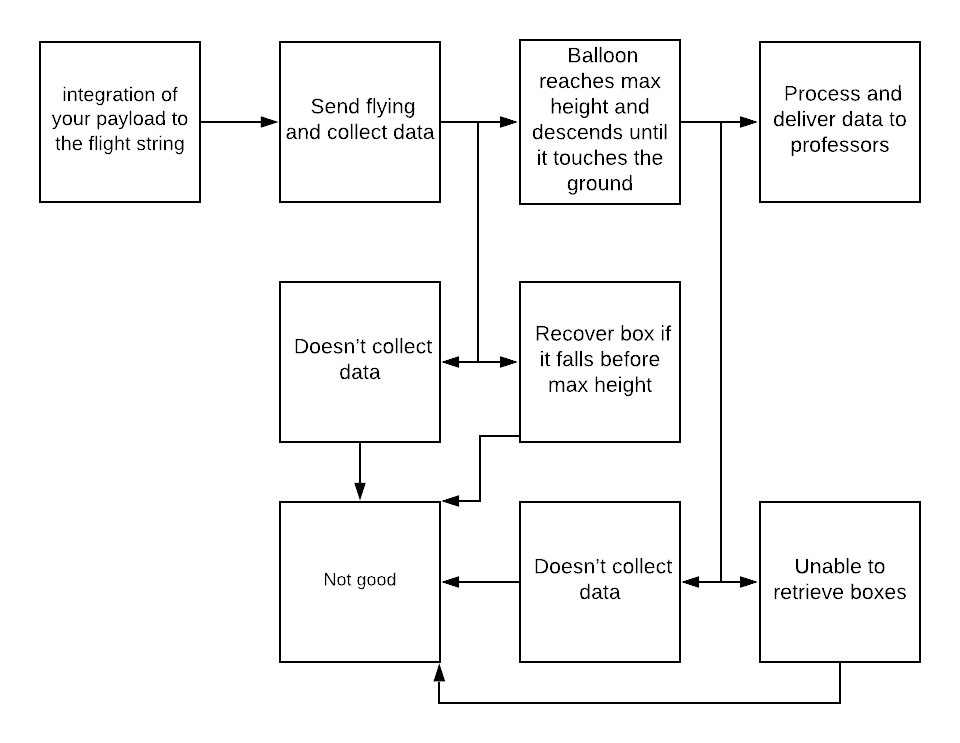 integration of
your payload to
the flight string
Send flying
and collect data
Balloon
reaches max
height and
descends until
it touches the
ground
Process and
deliver data to
professors
Doesn’t collect
data
Recover box if
it falls before
max height
Not good
Doesn’t collect
data
Unable to
retrieve boxes